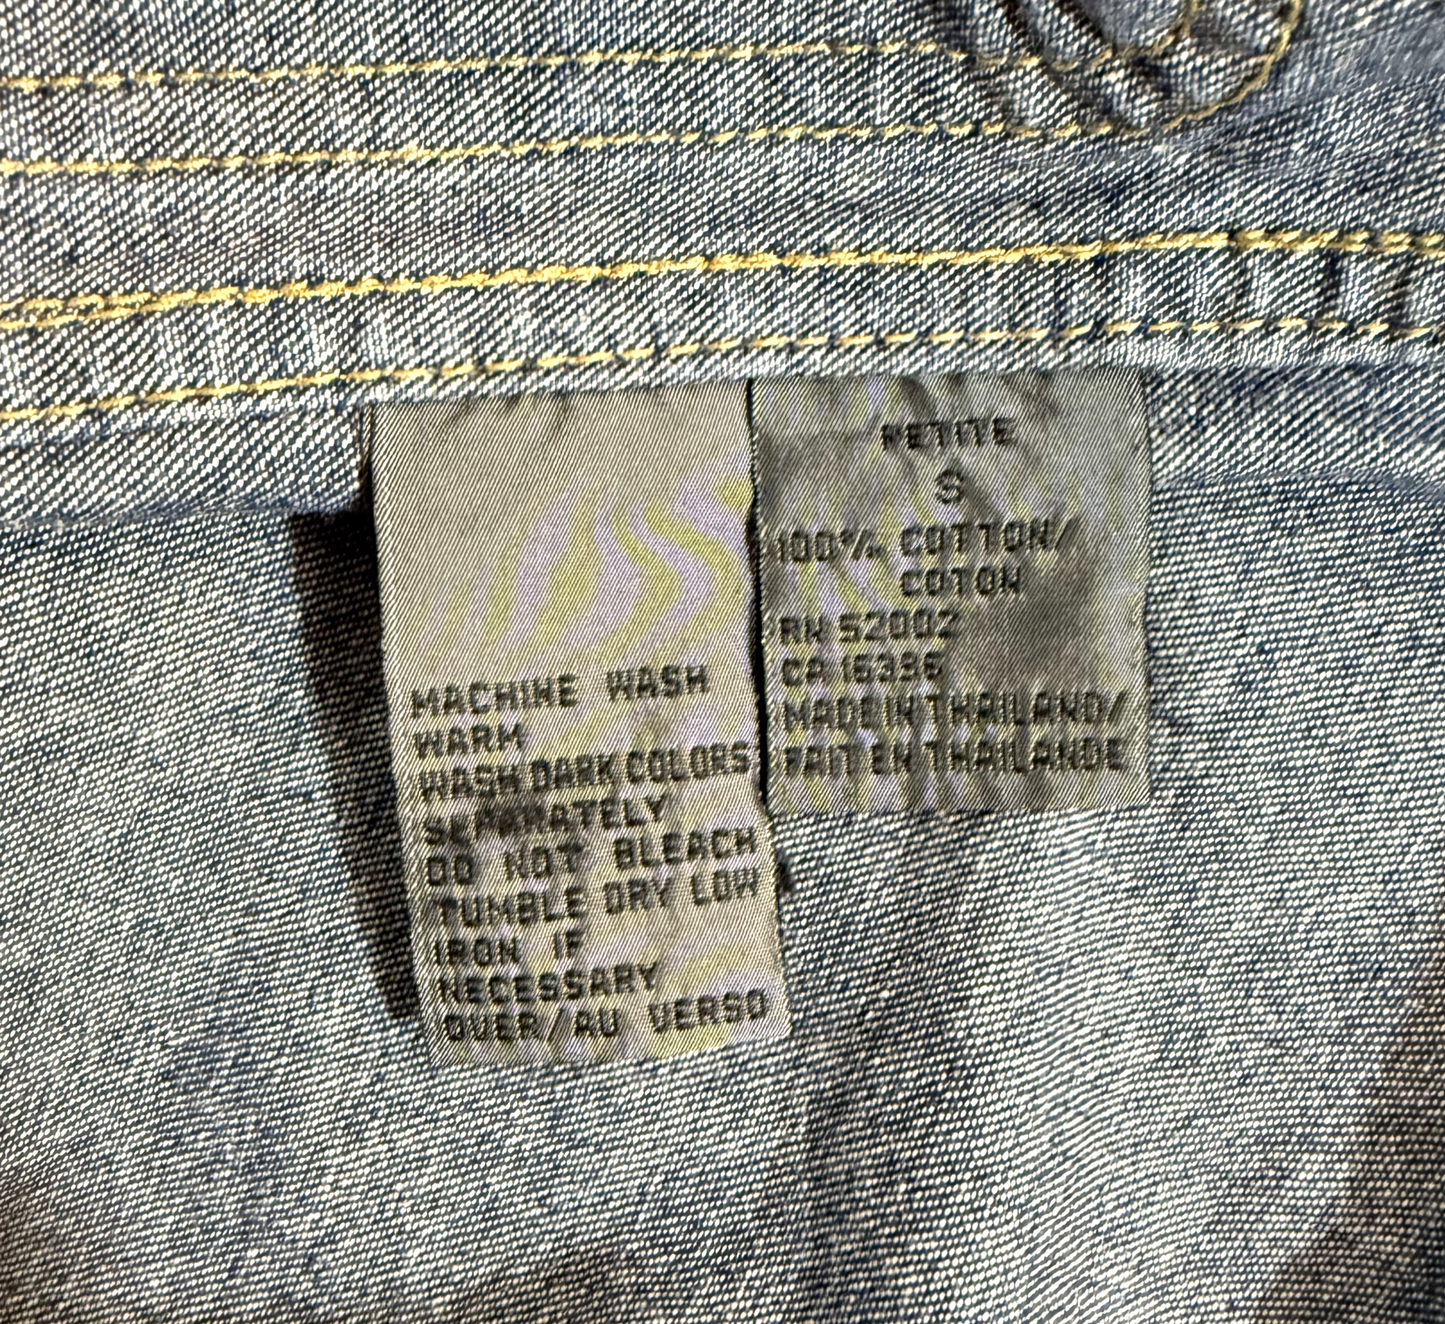 MACHINE WASH
WARM
WASH DARK COLORS
SEPARATELY
DO NOT BLEACH
TUMBLE DRY LOW
IRON IF
NECESSARY
OVER/AU VERSO
PETITE
S
100% COTTON/
COTON
RN 52002
CA 16336
MADE IN THAILAND/
FAIT EN THAILANDE